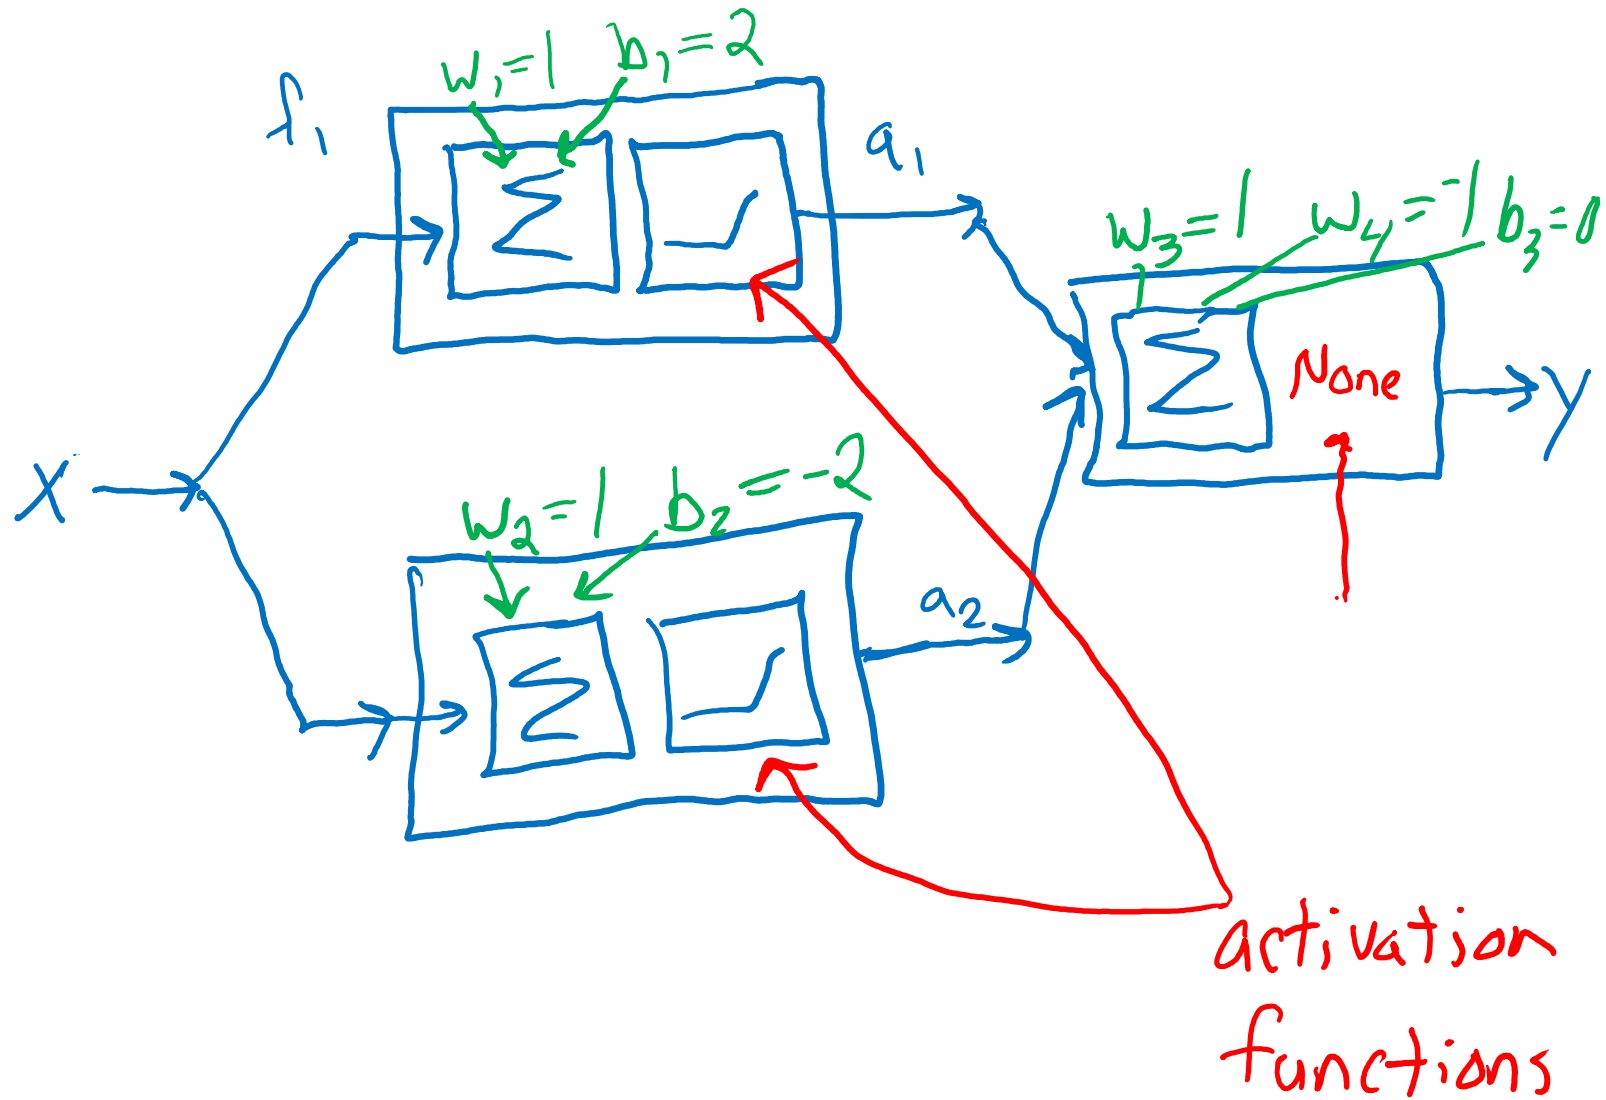 f₁
w₁=1
b₁=2
Σ
a₁
w₃=1
w₄=-1
b₃=0
Σ
None
y
x
w₂=1
b₂=-2
Σ
a₂
activation
functions